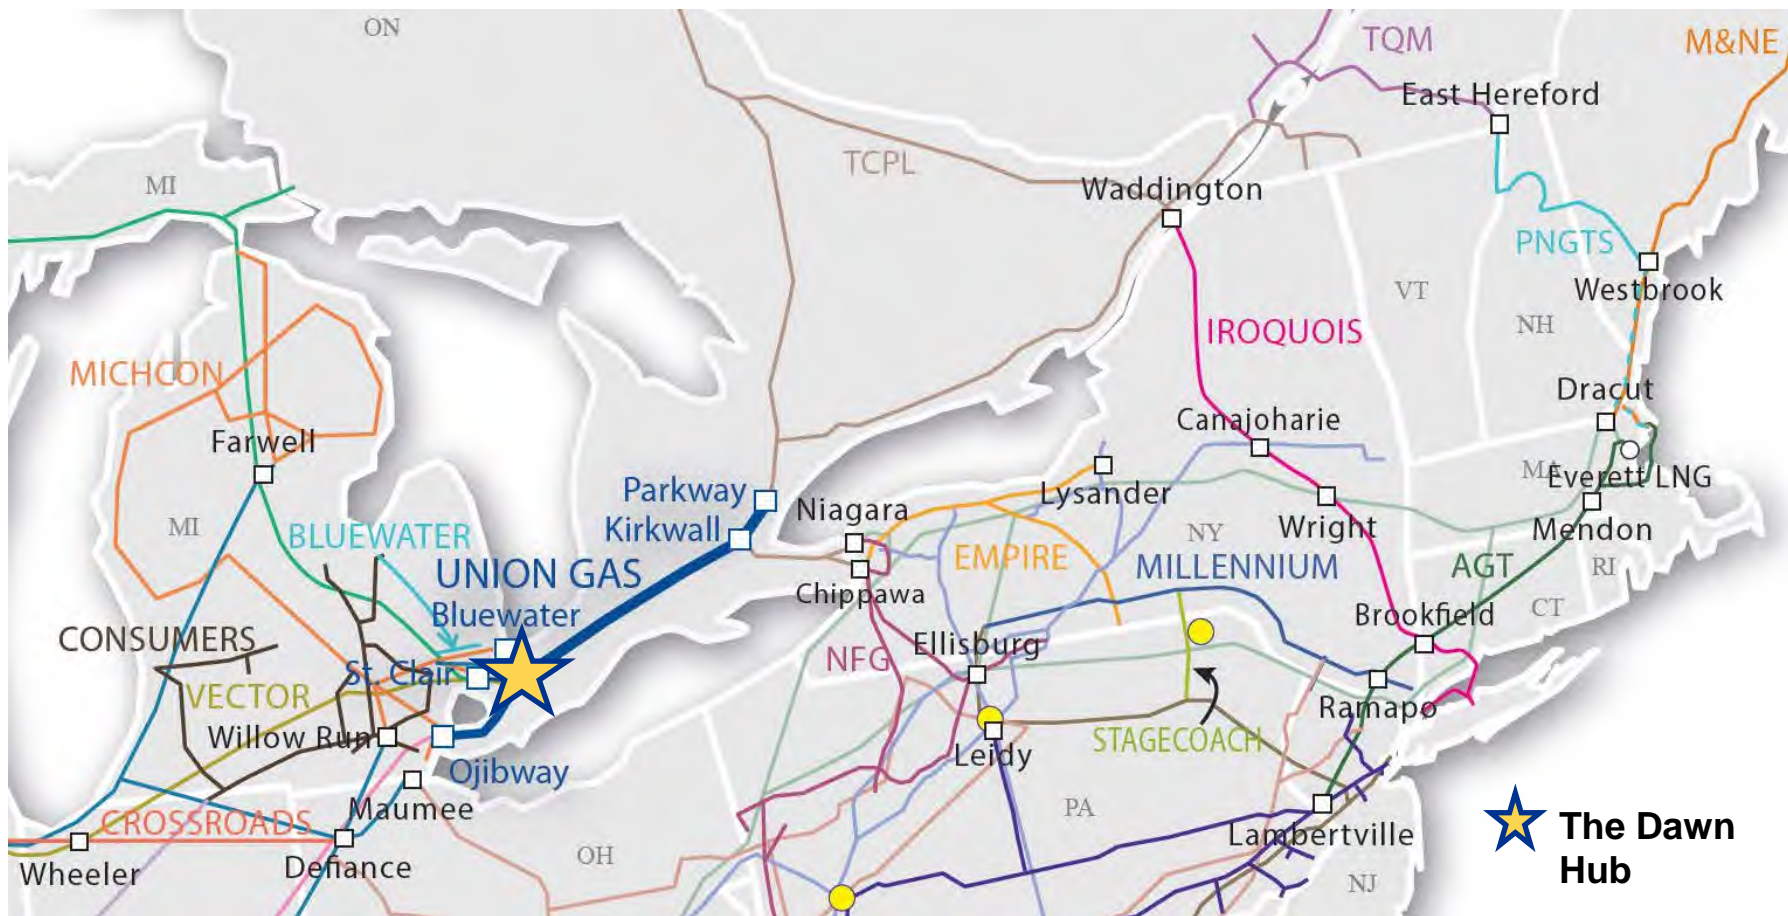 ON
TQM
M&NE
East Hereford
TCPL
MI
Waddington
PNGTS
Westbrook
VT
NH
IROQUOIS
MICHCON
Dracut
Canajoharie
Farwell
MA
Everett LNG
Parkway
Lysander
Niagara
Kirkwall
Wright
Mendon
MI
BLUEWATER
NY
EMPIRE
MILLENNIUM
AGT
RI
UNION GAS
Chippawa
CT
Bluewater
Brookfield
CONSUMERS
Ellisburg
NFG
St. Clair
VECTOR
Ramapo
Willow Run
STAGECOACH
Leidy
Ojibway
Maumee
PA
CROSSROADS
Lambertville
The Dawn
Hub
OH
Defiance
Wheeler
NJ